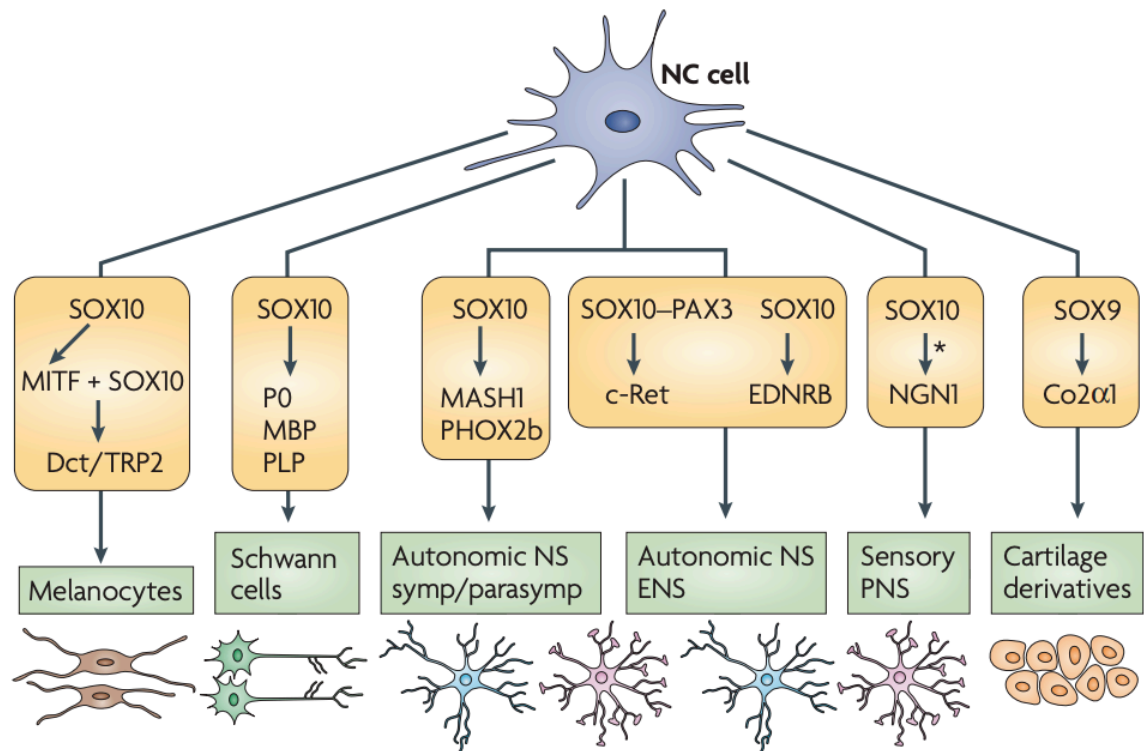 NC cell
SOX10
MITF + SOX10
Dct/TRP2
SOX10
P0
MBP
PLP
SOX10
MASH1
PHOX2b
SOX10–PAX3
c-Ret
SOX10
EDNRB
SOX10
*
NGN1
SOX9
Co2α1
Melanocytes
Schwann
cells
Autonomic NS
symp/parasymp
Autonomic NS
ENS
Sensory
PNS
Cartilage
derivatives